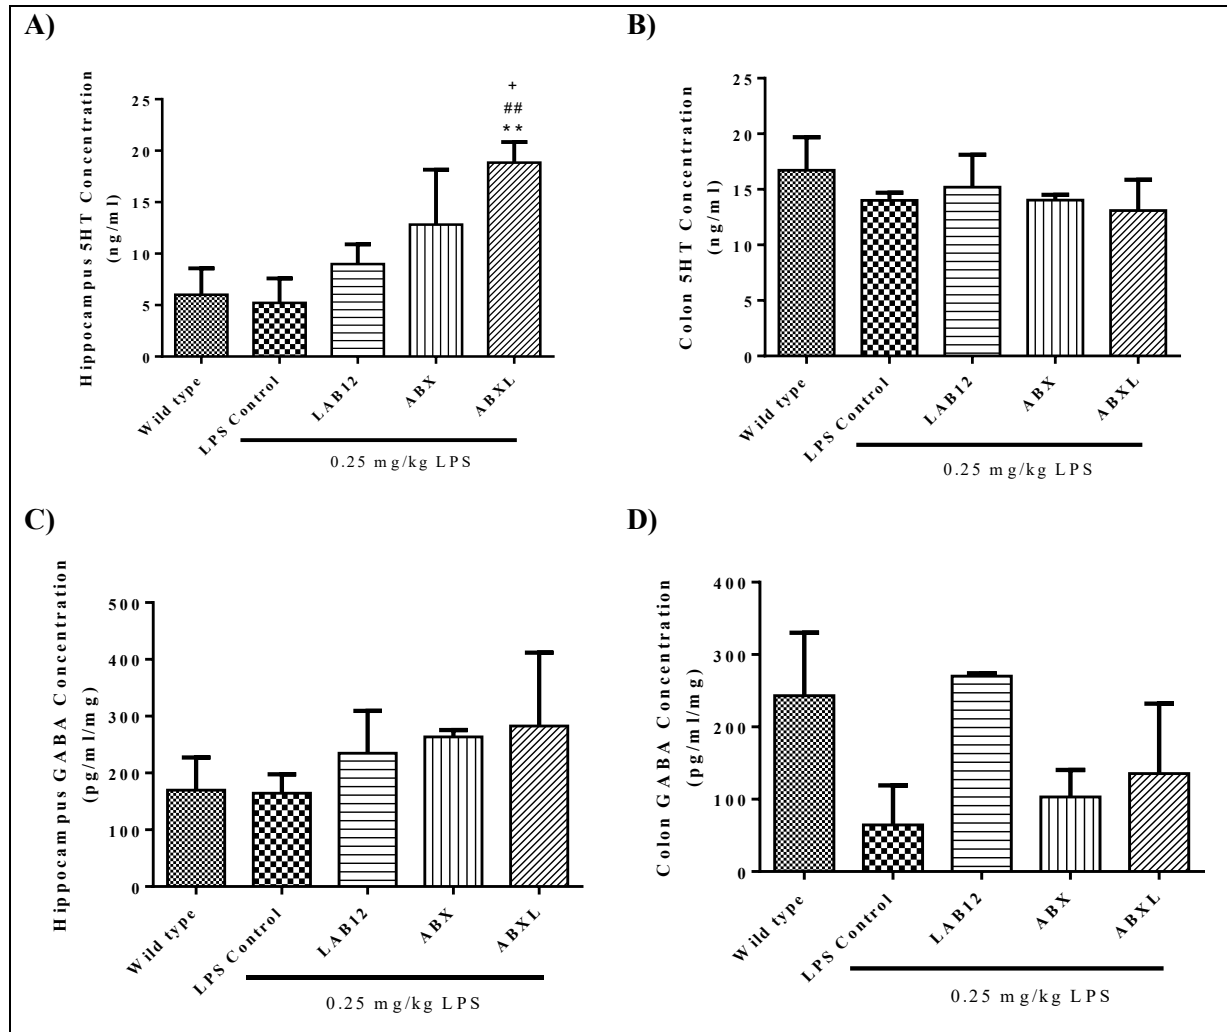 A)
Hippocampus 5HT Concentration
(ng/ml)
25
20
15
10
5
0
+
##
**
Wild type
LPS Control
LAB12
ABX
ABXL
0.25 mg/kg LPS
B)
Colon 5HT Concentration
(ng/ml)
25
20
15
10
5
0
Wild type
LPS Control
LAB12
ABX
ABXL
0.25 mg/kg LPS
C)
Hippocampus GABA Concentration
(pg/ml/mg)
500
400
300
200
100
0
Wild type
LPS Control
LAB12
ABX
ABXL
0.25 mg/kg LPS
D)
Colon GABA Concentration
(pg/ml/mg)
400
300
200
100
0
Wild type
LPS Control
LAB12
ABX
ABXL
0.25 mg/kg LPS